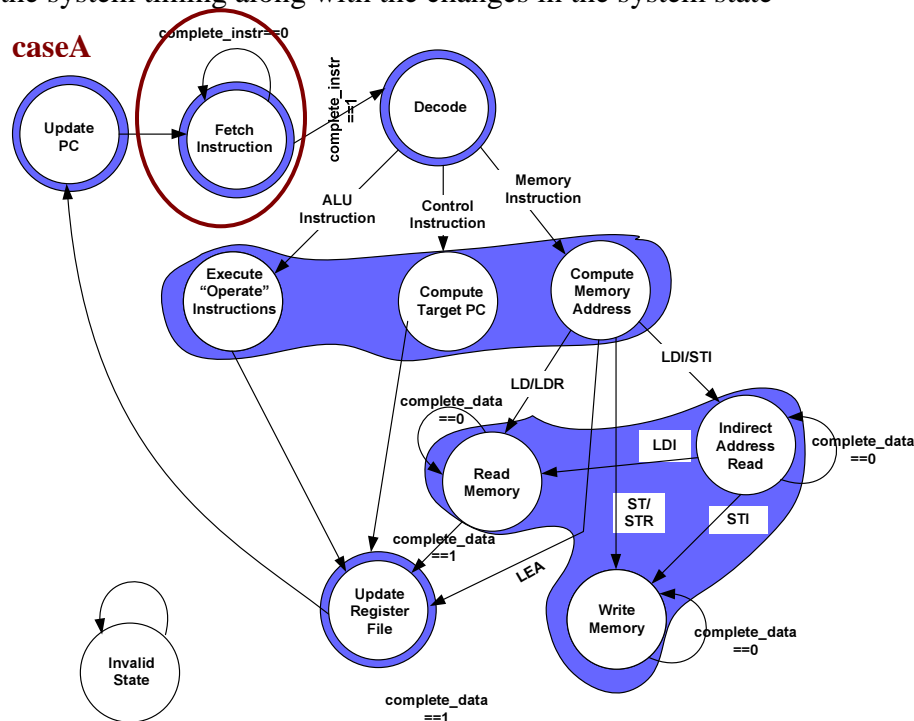 the system timing along with the changes in the system state
caseA
complete_instr==0
Update
PC
Fetch
Instruction
complete_instr
==1
Decode
ALU
Instruction
Control
Instruction
Memory
Instruction
Execute
“Operate”
Instructions
Compute
Target PC
Compute
Memory
Address
LD/LDR
LDI/STI
complete_data
==0
Read
Memory
LDI
Indirect
Address
Read
complete_data
==0
ST/
STR
STI
complete_data
==1
LEA
Update
Register
File
Write
Memory
complete_data
==0
Invalid
State
complete_data
==1